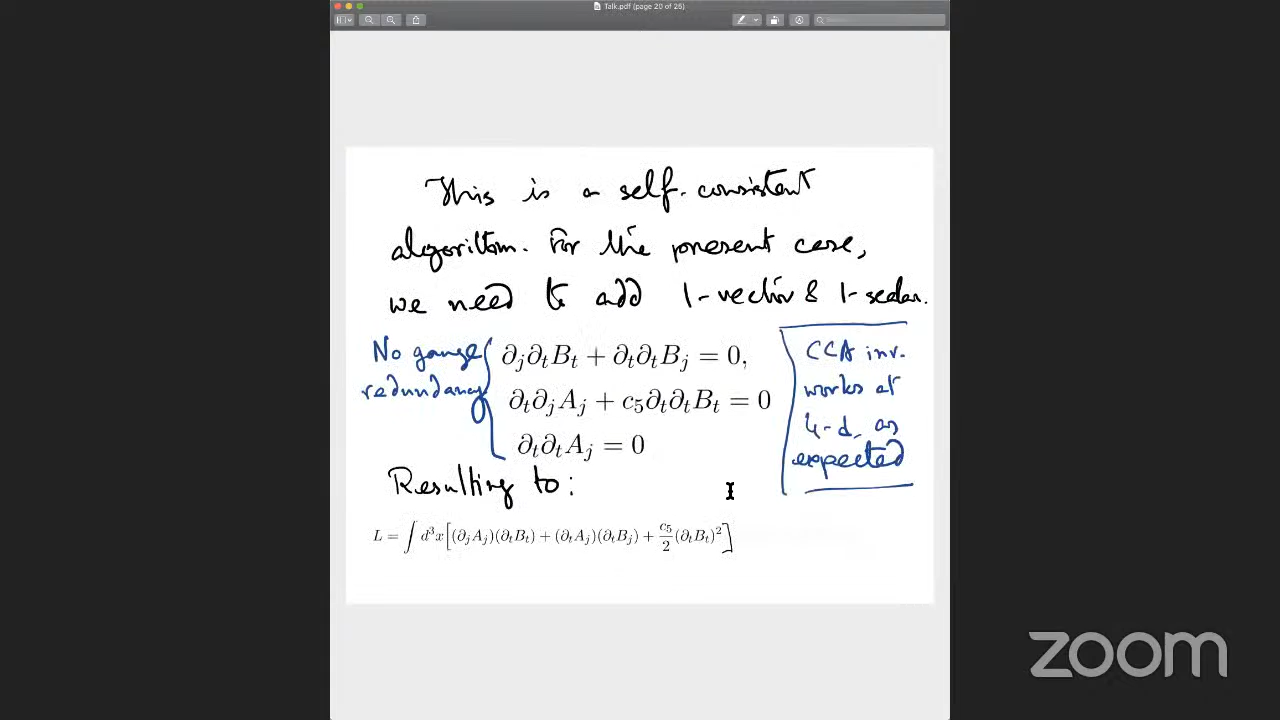 Talk.pdf (page 20 of 25)
This is a self-consistent
algorithm. For the present case,
we need to add 1-vector & 1-scalar.
No gauge redundancy
∂_j∂_tB_t + ∂_t∂_tB_j = 0,
∂_t∂_jA_j + c_5∂_t∂_tB_t = 0
∂_t∂_tA_j = 0
CCA inv.
works at
4-d, as
expected
Resulting to:
L = ∫ d^3x[(∂_jA_j)(∂_tB_t) + (∂_tA_j)(∂_tB_j) + c_5/2 (∂_tB_t)^2]
zoom